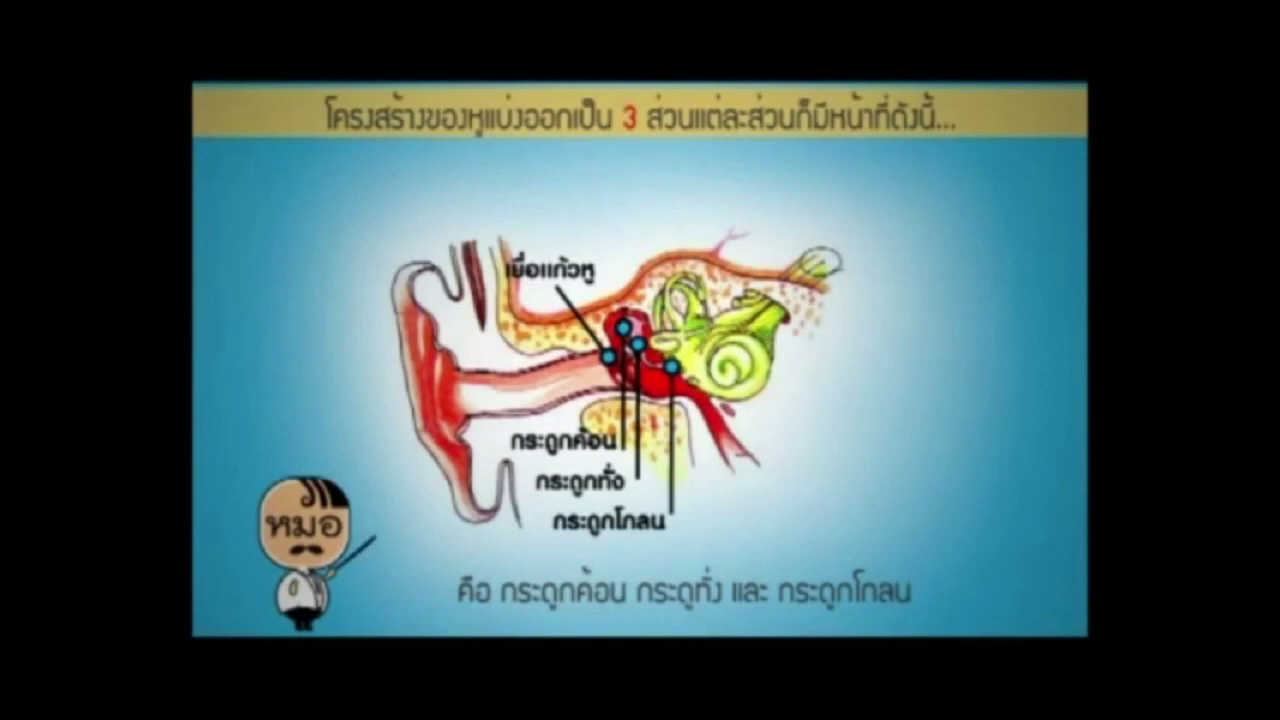 โครงสร้างของหูแบ่งออกเป็น 3 ส่วนแต่ละส่วนก็มีหน้าที่ดังนี้...
เยื่อแก้วหู
กระดูกค้อน
กระดูกทั่ง
กระดูกโกลน
หมอ
คือ กระดูกค้อน กระดูทั่ง และ กระดูกโกลน